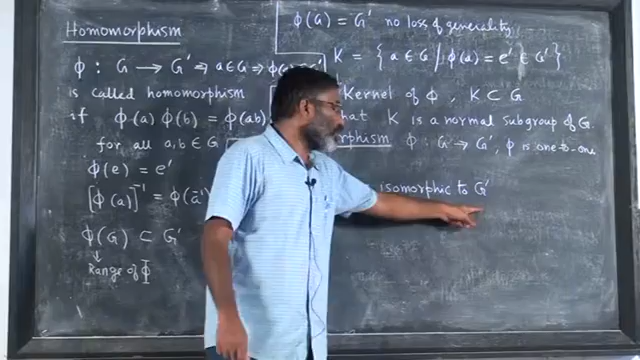 Homomorphism
ϕ : G → G' ⇒ a ∈ G ⇒ ϕ(a) ∈ G'
is called homomorphism
if ϕ(a) ϕ(b) = ϕ(ab)
for all a,b ∈ G
ϕ(e) = e'
[ϕ(a)]⁻¹ = ϕ(a⁻¹)
ϕ(G) ⊂ G'
↓
Range of Φ
ϕ(G) = G' no loss of generality.
K = { a ∈ G / ϕ(a) = e' ∈ G' }
Kernel of ϕ , K ⊂ G
that K is a normal subgroup of G.
ϕ : G → G', ϕ is one-to-one
isomorphic to G'